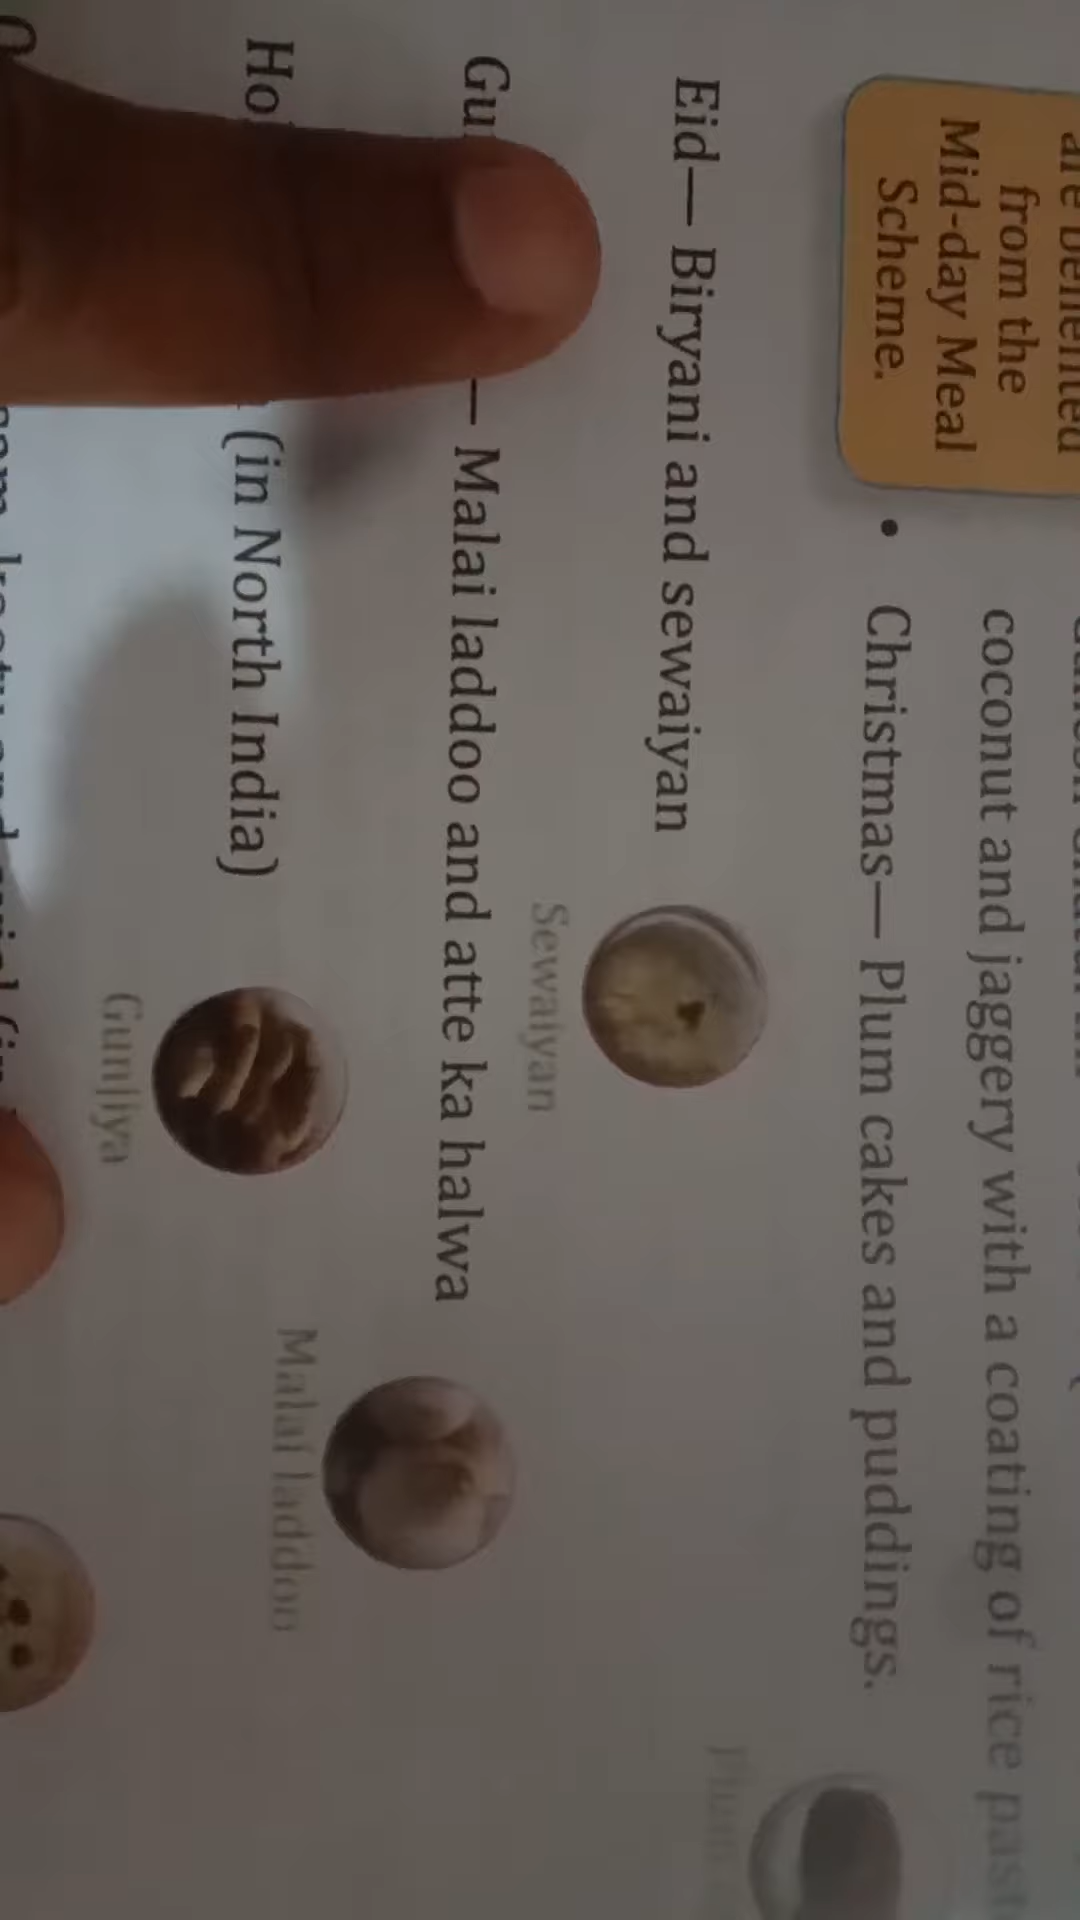 from the
Mid-day Meal
Scheme.
coconut and jaggery with a coating of rice
• Christmas— Plum cakes and puddings.
Eid— Biryani and sewaiyan
Sewaiyan
— Malai laddoo and atte ka halwa
Malai laddoo
(in North India)
Gumjiya